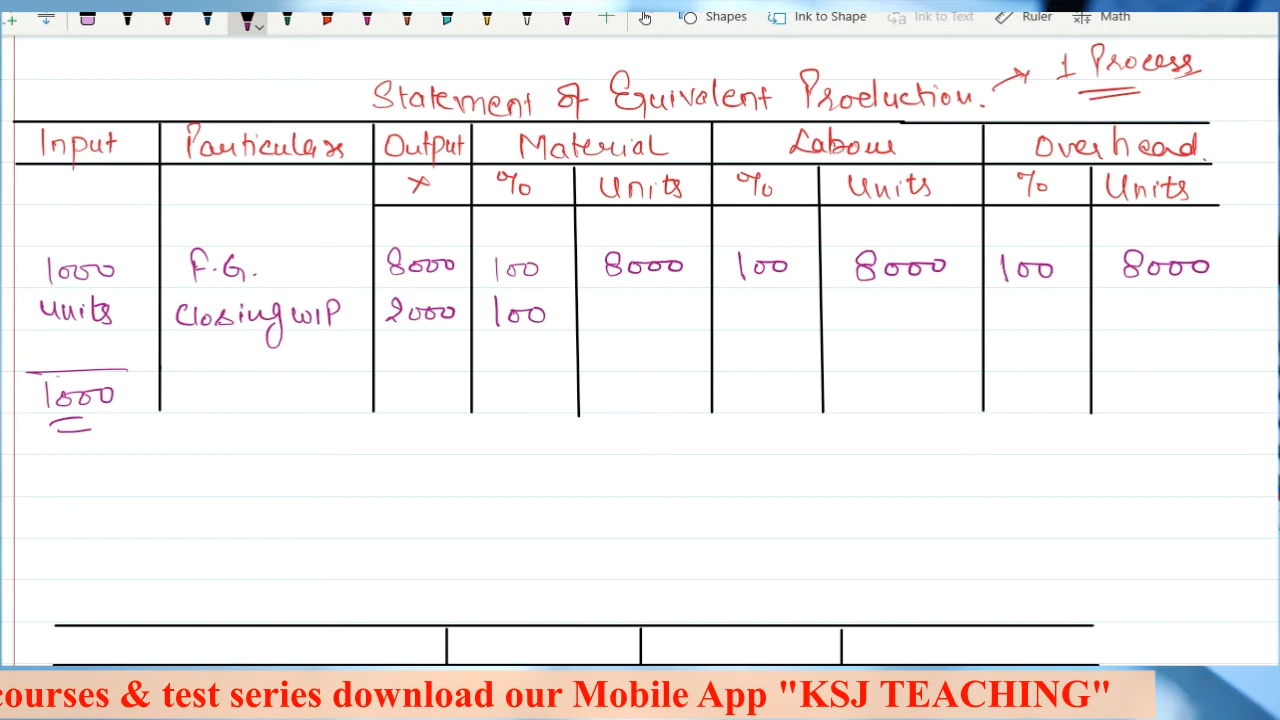 Shapes Ink to Shape Ink to Text Ruler Math
Statement of Equivalent Production. → 1 Process
Input Particulars Output Material Labour Overhead.
x % Units % Units % Units
1000 F.G. 8000 100 8000 100 8000 100 8000
units Closing WIP 2000 100
1000
courses & test series download our Mobile App "KSJ TEACHING"